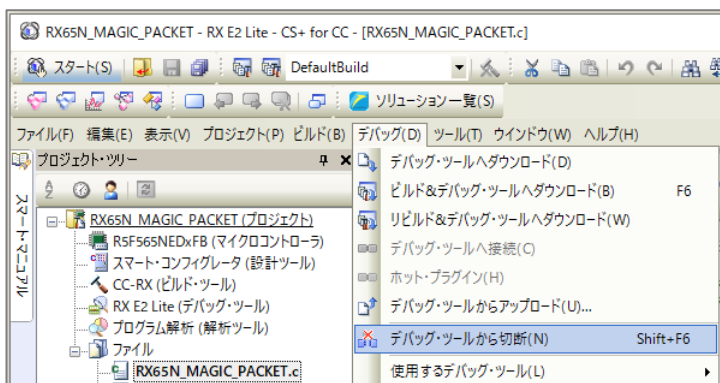 RX65N_MAGIC_PACKET - RX E2 Lite - CS+ for CC - [RX65N_MAGIC_PACKET.c]
スタート(S)
DefaultBuild
ソリューション一覧(S)
ファイル(F) 編集(E) 表示(V) プロジェクト(P) ビルド(B) デバッグ(D) ツール(T) ウインドウ(W) ヘルプ(H)
プロジェクト・ツリー
スマート・マニュアル
RX65N_MAGIC_PACKET (プロジェクト)
R5F565NEDxFB (マイクロコントローラ)
スマート・コンフィグレータ (設計ツール)
CC-RX (ビルド・ツール)
RX E2 Lite (デバッグ・ツール)
プログラム解析 (解析ツール)
ファイル
RX65N_MAGIC_PACKET.c
デバッグ・ツールへダウンロード(D)
ビルド&デバッグ・ツールへダウンロード(B) F6
リビルド&デバッグ・ツールへダウンロード(W)
デバッグ・ツールへ接続(C)
ホット・プラグイン(H)
デバッグ・ツールからアップロード(U)...
デバッグ・ツールから切断(N) Shift+F6
使用するデバッグ・ツール(L)